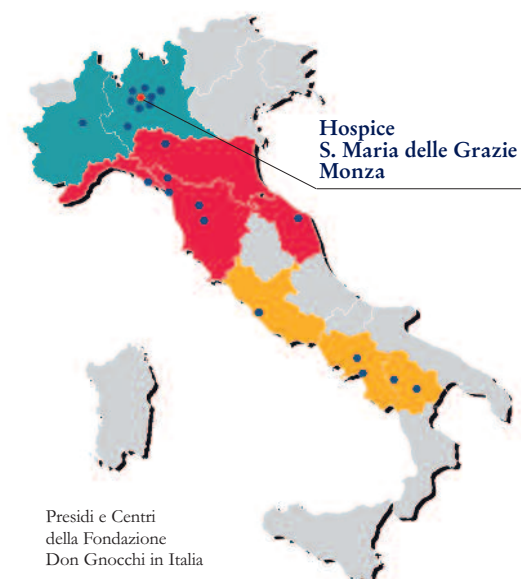 Hospice
S. Maria delle Grazie
Monza
Presidi e Centri
della Fondazione
Don Gnocchi in Italia